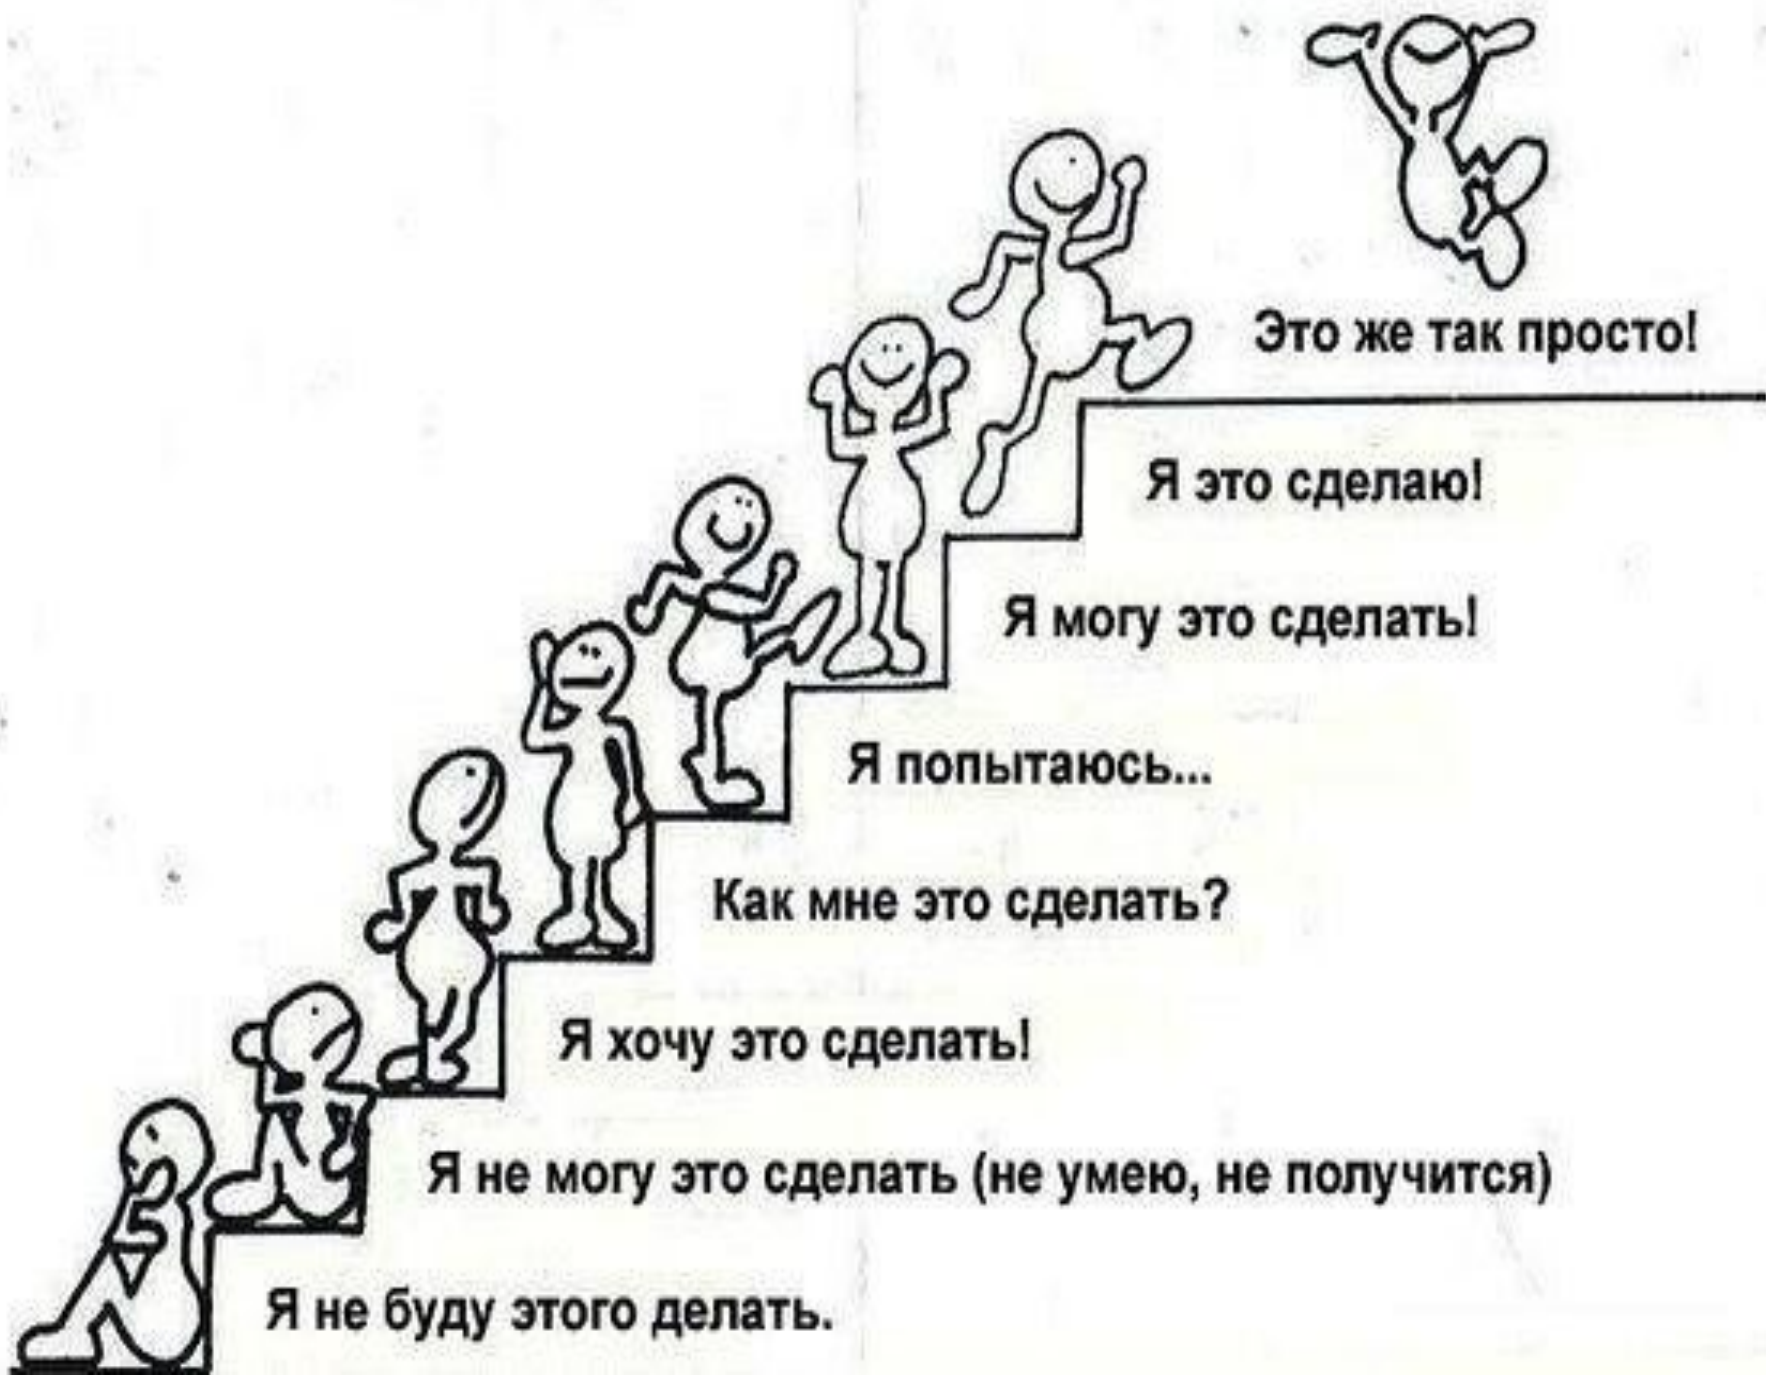 Это же так просто!
Я это сделаю!
Я могу это сделать!
Я попытаюсь...
Как мне это сделать?
Я хочу это сделать!
Я не могу это сделать (не умею, не получится)
Я не буду этого делать.